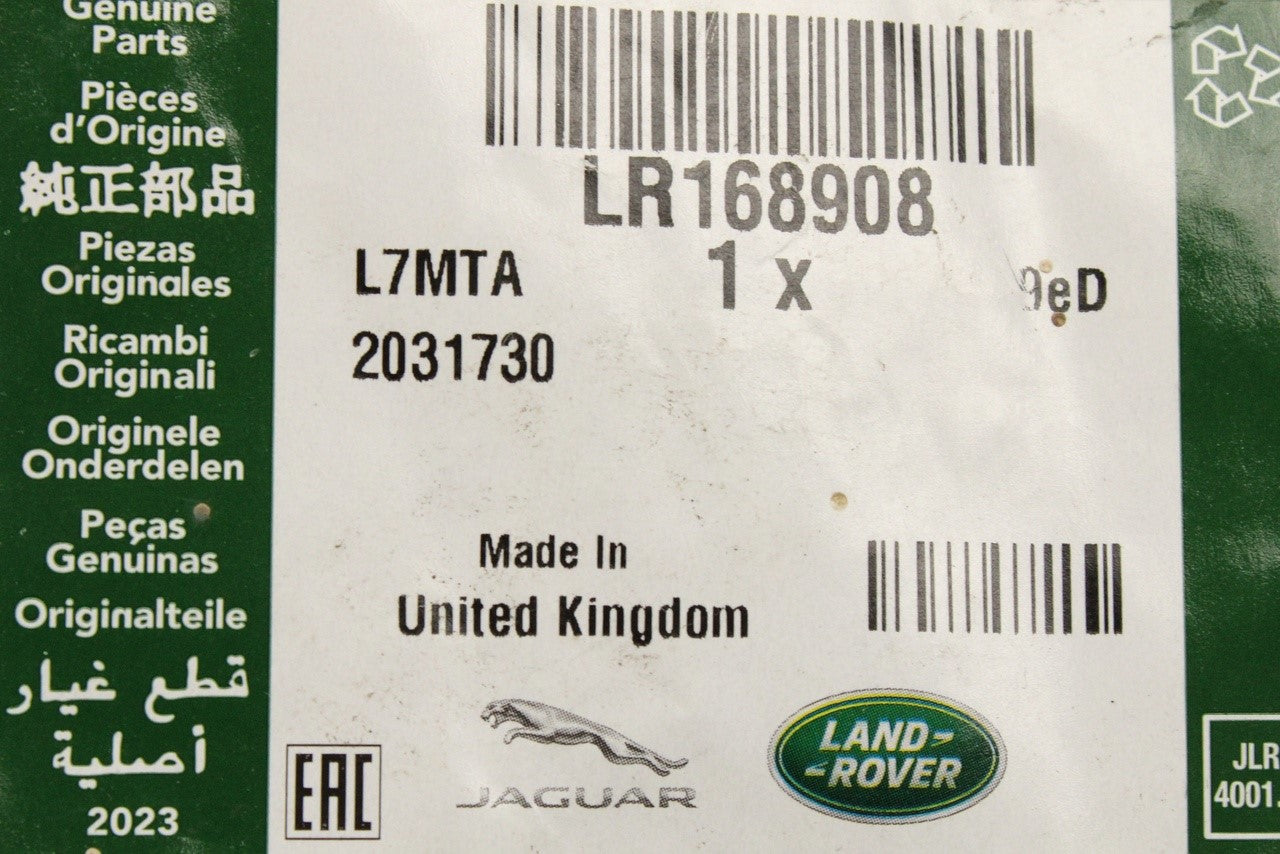 Genuine
Parts
Pièces
d'Origine
純正部品
Piezas
Originales
Ricambi
Originali
Originele
Onderdelen
Peças
Genuinas
Originalteile
قطع غيار
أصلية
2023
LR168908
L7MTA
1 x
9eD
2031730
Made In
United Kingdom
EAC
JAGUAR
LAND-
-ROVER
JLR
4001.